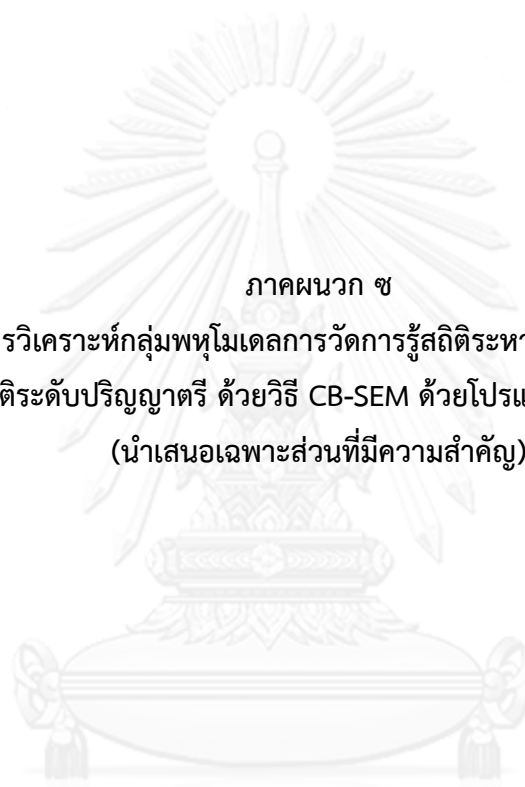 ภาคผนวก ซ
รวิเคราะห์กลุ่มพหุโมเดลการวัดการรู้สถิติระหว
ติระดับปริญญาตรี ด้วยวิธี CB-SEM ด้วยโปรแ
(นำเสนอเฉพาะส่วนที่มีความสำคัญ)